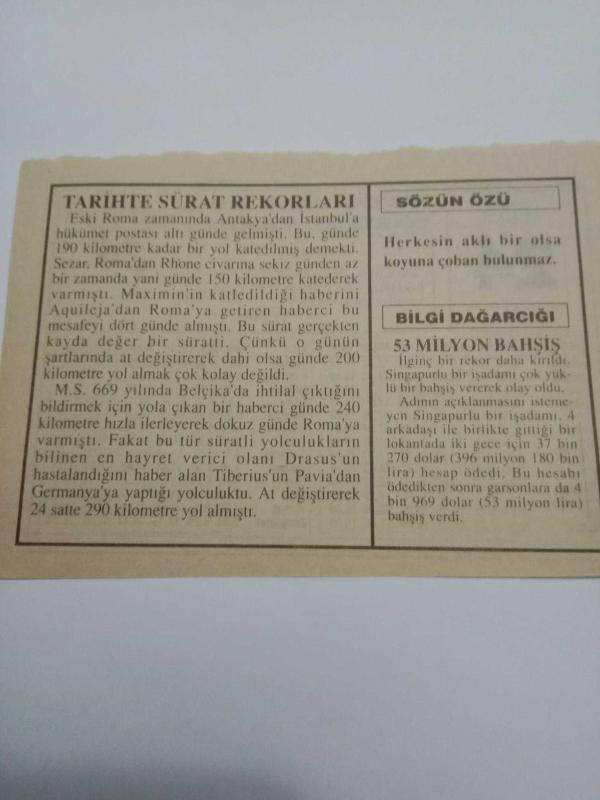 TARİHTE SÜRAT REKORLARI
Eski Roma zamanında Antakya'dan İstanbul'a
hükümet postası altı günde gelmişti. Bu, günde
190 kilometre kadar bir yol katedilmiş demekti.
Sezar, Roma'dan Rhone civarına sekiz günden az
bir zamanda yani günde 150 kilometre katederek
varmıştı. Maximin'in katledildiği haberini
Aquileja'dan Roma'ya getiren haberci bu
mesafeyi dört günde almıştı. Bu sürat gerçekten
kayda değer bir süratti. Çünkü o günün
şartlarında at değiştirerek dahi olsa günde 200
kilometre yol almak çok kolay değildi.
M.S. 669 yılında Belçika'da ihtilal çıktığını
bildirmek için yola çıkan bir haberci günde 240
kilometre hızla ilerleyerek dokuz günde Roma'ya
varmıştı. Fakat bu tür süratli yolculukların
bilinen en hayret verici olanı Drasus'un
hastalandığını haber alan Tiberius'un Pavia'dan
Germanya'ya yaptığı yolculuktu. At değiştirerek
24 satte 290 kilometre yol almıştı.
SÖZÜN ÖZÜ
Herkesin aklı bir olsa
koyuna çoban bulunmaz.
BİLGİ DAĞARCIĞI
53 MİLYON BAHŞİŞ
İlginç bir rekor daha kırıldı.
Singapurlu bir işadamı çok yük-
lü bir bahşiş vererek olay oldu.
Adının açıklanmasını isteme-
yen Singapurlu bir işadamı, 4
arkadaşı ile birlikte gittiği bir
lokantada iki gece için 37 bin
270 dolar (396 milyon 180 bin
lira) hesap ödedi. Bu hesabı
ödedikten sonra garsonlara da 4
bin 969 dolar (53 milyon lira)
bahşiş verdi.